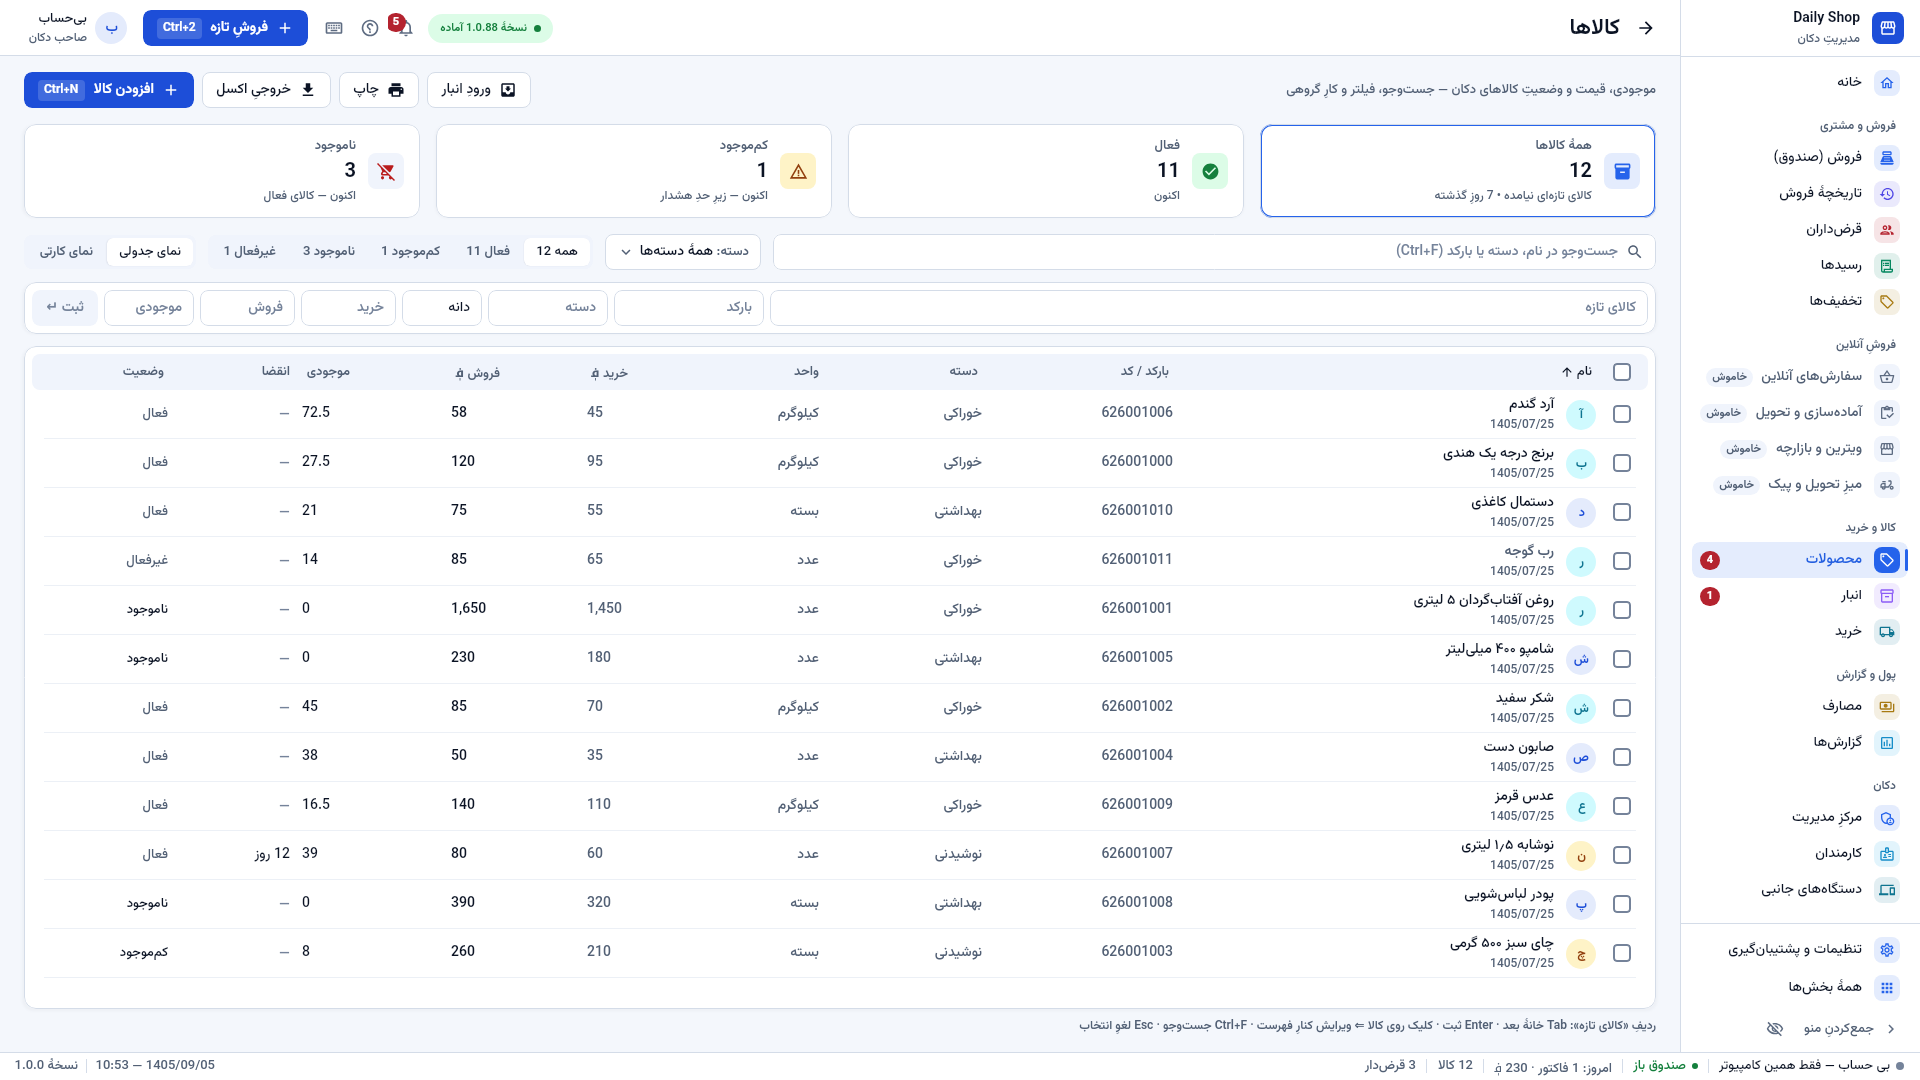 Daily Shop
مدیریتِ دکان
خانه
فروش و مشتری
فروش (صندوق)
تاریخچهٔ فروش
قرض‌داران
رسیدها
تخفیف‌ها
فروشِ آنلاین
سفارش‌های آنلاین خاموش
آماده‌سازی و تحویل خاموش
ویترین و بازارچه خاموش
میزِ تحویل و پیک خاموش
کالا و خرید
محصولات 4
انبار 1
خرید
پول و گزارش
مصارف
گزارش‌ها
دکان
مرکزِ مدیریت
کارمندان
دستگاه‌های جانبی
تنظیمات و پشتیبان‌گیری
همهٔ بخش‌ها
جمع‌کردنِ منو
کالاها
نسخهٔ 1.0.88 آماده
5
فروشِ تازه Ctrl+2
ب
بی‌حساب
صاحب دکان
موجودی، قیمت و وضعیتِ کالاهای دکان — جست‌وجو، فیلتر و کارِ گروهی
ورودِ انبار
چاپ
خروجیِ اکسل
افزودن کالا Ctrl+N
همهٔ کالاها
12
کالای تازه‌ای نیامده • 7 روزِ گذشته
فعال
11
اکنون
کم‌موجود
1
اکنون — زیرِ حدِ هشدار
ناموجود
3
اکنون — کالای فعال
جست‌وجو در نام، دسته یا بارکد (Ctrl+F)
دسته: همهٔ دسته‌ها
همه 12
فعال 11
کم‌موجود 1
ناموجود 3
غیرفعال 1
نمای جدولی
نمای کارتی
کالای تازه
بارکد
دسته
دانه
خرید
فروش
موجودی
ثبت ↵
نام ↑ بارکد / کد دسته واحد خرید ؋ فروش ؋ موجودی انقضا وضعیت
آ آرد گندم 626001006 خوراکی کیلوگرم 45 58 72.5 — فعال
1405/07/25
ب برنج درجه یک هندی 626001000 خوراکی کیلوگرم 95 120 27.5 — فعال
1405/07/25
د دستمال کاغذی 626001010 بهداشتی بسته 55 75 21 — فعال
1405/07/25
ر رب گوجه 626001011 خوراکی عدد 65 85 14 — غیرفعال
1405/07/25
ر روغن آفتاب‌گردان ۵ لیتری 626001001 خوراکی عدد 1,450 1,650 0 — ناموجود
1405/07/25
ش شامپو ۴۰۰ میلی‌لیتر 626001005 بهداشتی عدد 180 230 0 — ناموجود
1405/07/25
ش شکر سفید 626001002 خوراکی کیلوگرم 70 85 45 — فعال
1405/07/25
ص صابون دست 626001004 بهداشتی عدد 35 50 38 — فعال
1405/07/25
ع عدس قرمز 626001009 خوراکی کیلوگرم 110 140 16.5 — فعال
1405/07/25
ن نوشابه ۱٫۵ لیتری 626001007 نوشیدنی عدد 60 80 39 12 روز فعال
1405/07/25
پ پودر لباس‌شویی 626001008 بهداشتی بسته 320 390 0 — ناموجود
1405/07/25
چ چای سبز ۵۰۰ گرمی 626001003 نوشیدنی بسته 210 260 8 — کم‌موجود
1405/07/25
ردیفِ «کالای تازه»: Tab خانهٔ بعد · Enter ثبت · کلیک روی کالا ⇐ ویرایش کنارِ فهرست · Ctrl+F جست‌وجو · Esc لغوِ انتخاب
بی حساب — فقط همین کامپیوتر
صندوق باز
امروز: 1 فاکتور · 230 ؋
12 کالا
3 قرض‌دار
1405/09/05 — 10:53
نسخهٔ 1.0.0